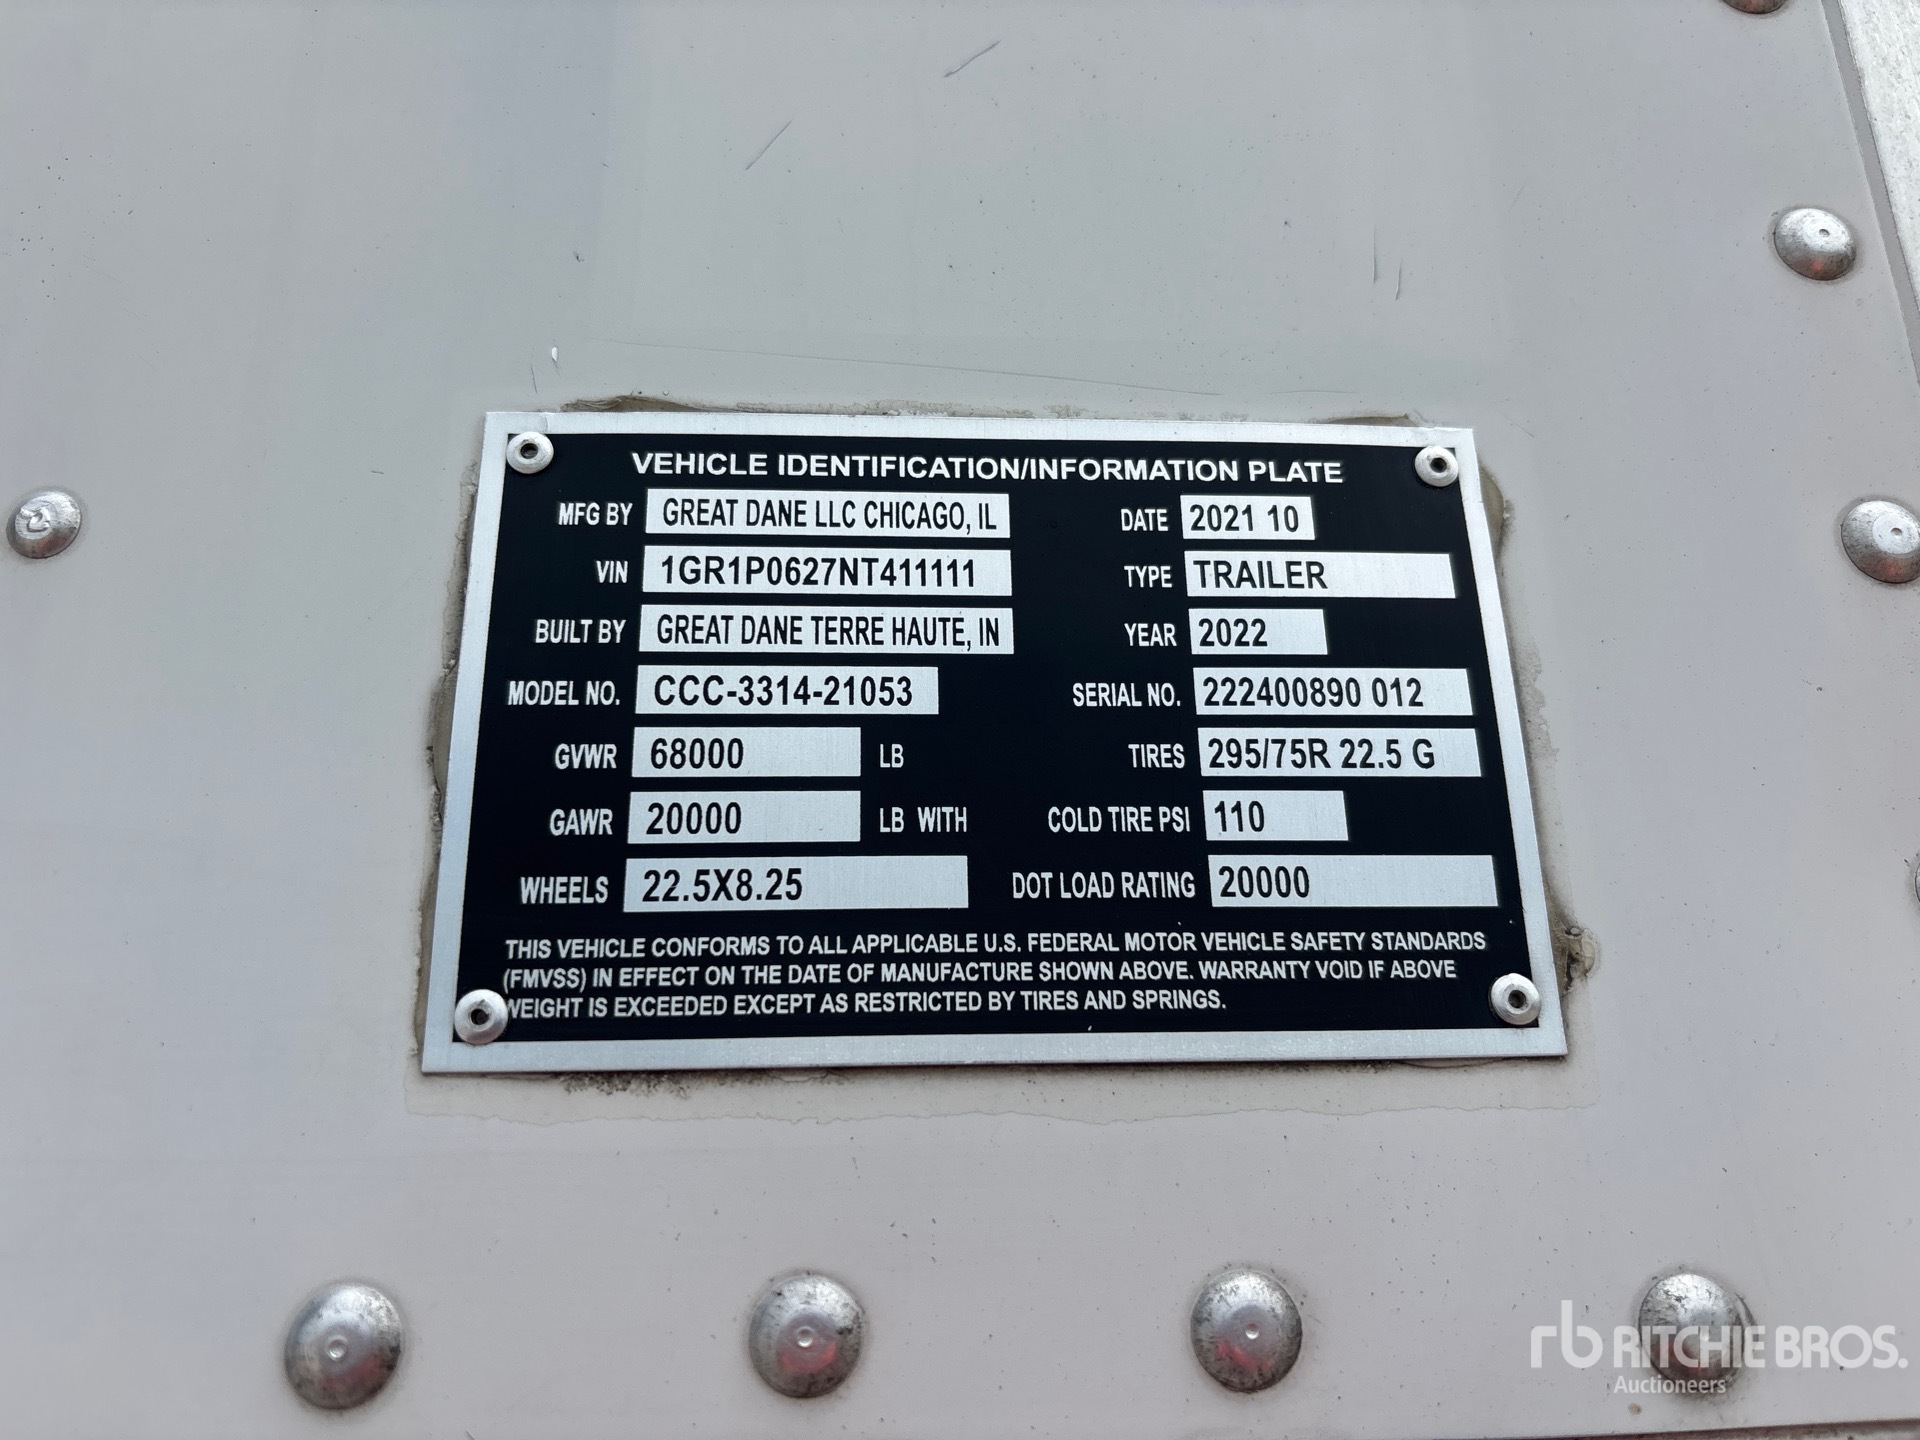 VEHICLE IDENTIFICATION/INFORMATION PLATE
MFG BY GREAT DANE LLC CHICAGO, IL DATE 2021 10
VIN 1GR1P0627NT411111 TYPE TRAILER
BUILT BY GREAT DANE TERRE HAUTE, IN YEAR 2022
MODEL NO. CCC-3314-21053 SERIAL NO. 222400890 012
GVWR 68000 LB TIRES 295/75R 22.5 G
GAWR 20000 LB WITH COLD TIRE PSI 110
WHEELS 22.5X8.25 DOT LOAD RATING 20000
THIS VEHICLE CONFORMS TO ALL APPLICABLE U.S. FEDERAL MOTOR VEHICLE SAFETY STANDARDS
(FMVSS) IN EFFECT ON THE DATE OF MANUFACTURE SHOWN ABOVE. WARRANTY VOID IF ABOVE
WEIGHT IS EXCEEDED EXCEPT AS RESTRICTED BY TIRES AND SPRINGS.
rb RITCHIE BROS.
Auctioneers